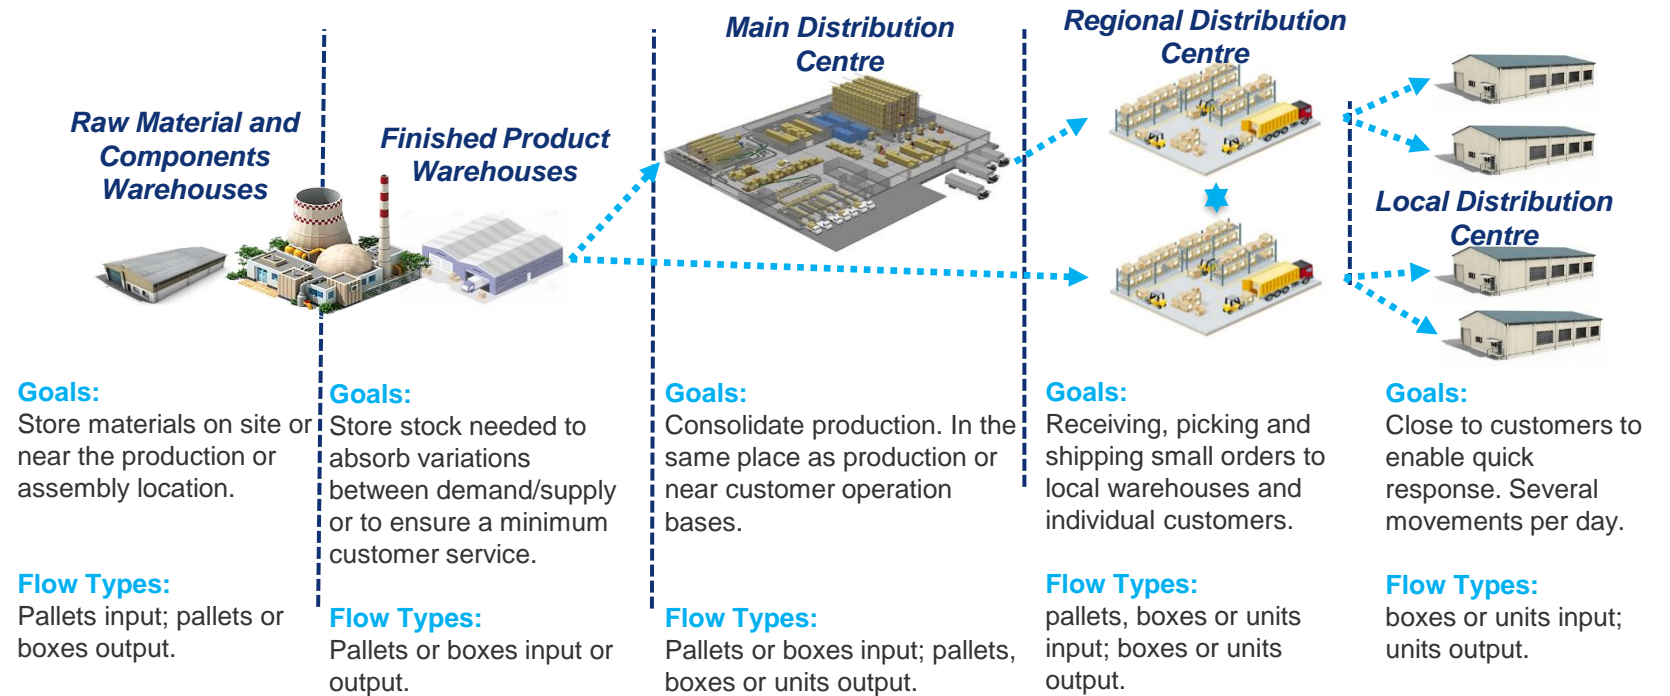 Raw Material and
Components
Warehouses
Finished Product
Warehouses
Main Distribution
Centre
Regional Distribution
Centre
Local Distribution
Centre
Goals:
Store materials on site or
near the production or
assembly location.
Flow Types:
Pallets input; pallets or
boxes output.
Goals:
Store stock needed to
absorb variations
between demand/supply
or to ensure a minimum
customer service.
Flow Types:
Pallets or boxes input or
output.
Goals:
Consolidate production. In the
same place as production or
near customer operation
bases.
Flow Types:
Pallets or boxes input; pallets,
boxes or units output.
Goals:
Receiving, picking and
shipping small orders to
local warehouses and
individual customers.
Flow Types:
pallets, boxes or units
input; boxes or units
output.
Goals:
Close to customers to
enable quick
response. Several
movements per day.
Flow Types:
boxes or units input;
units output.